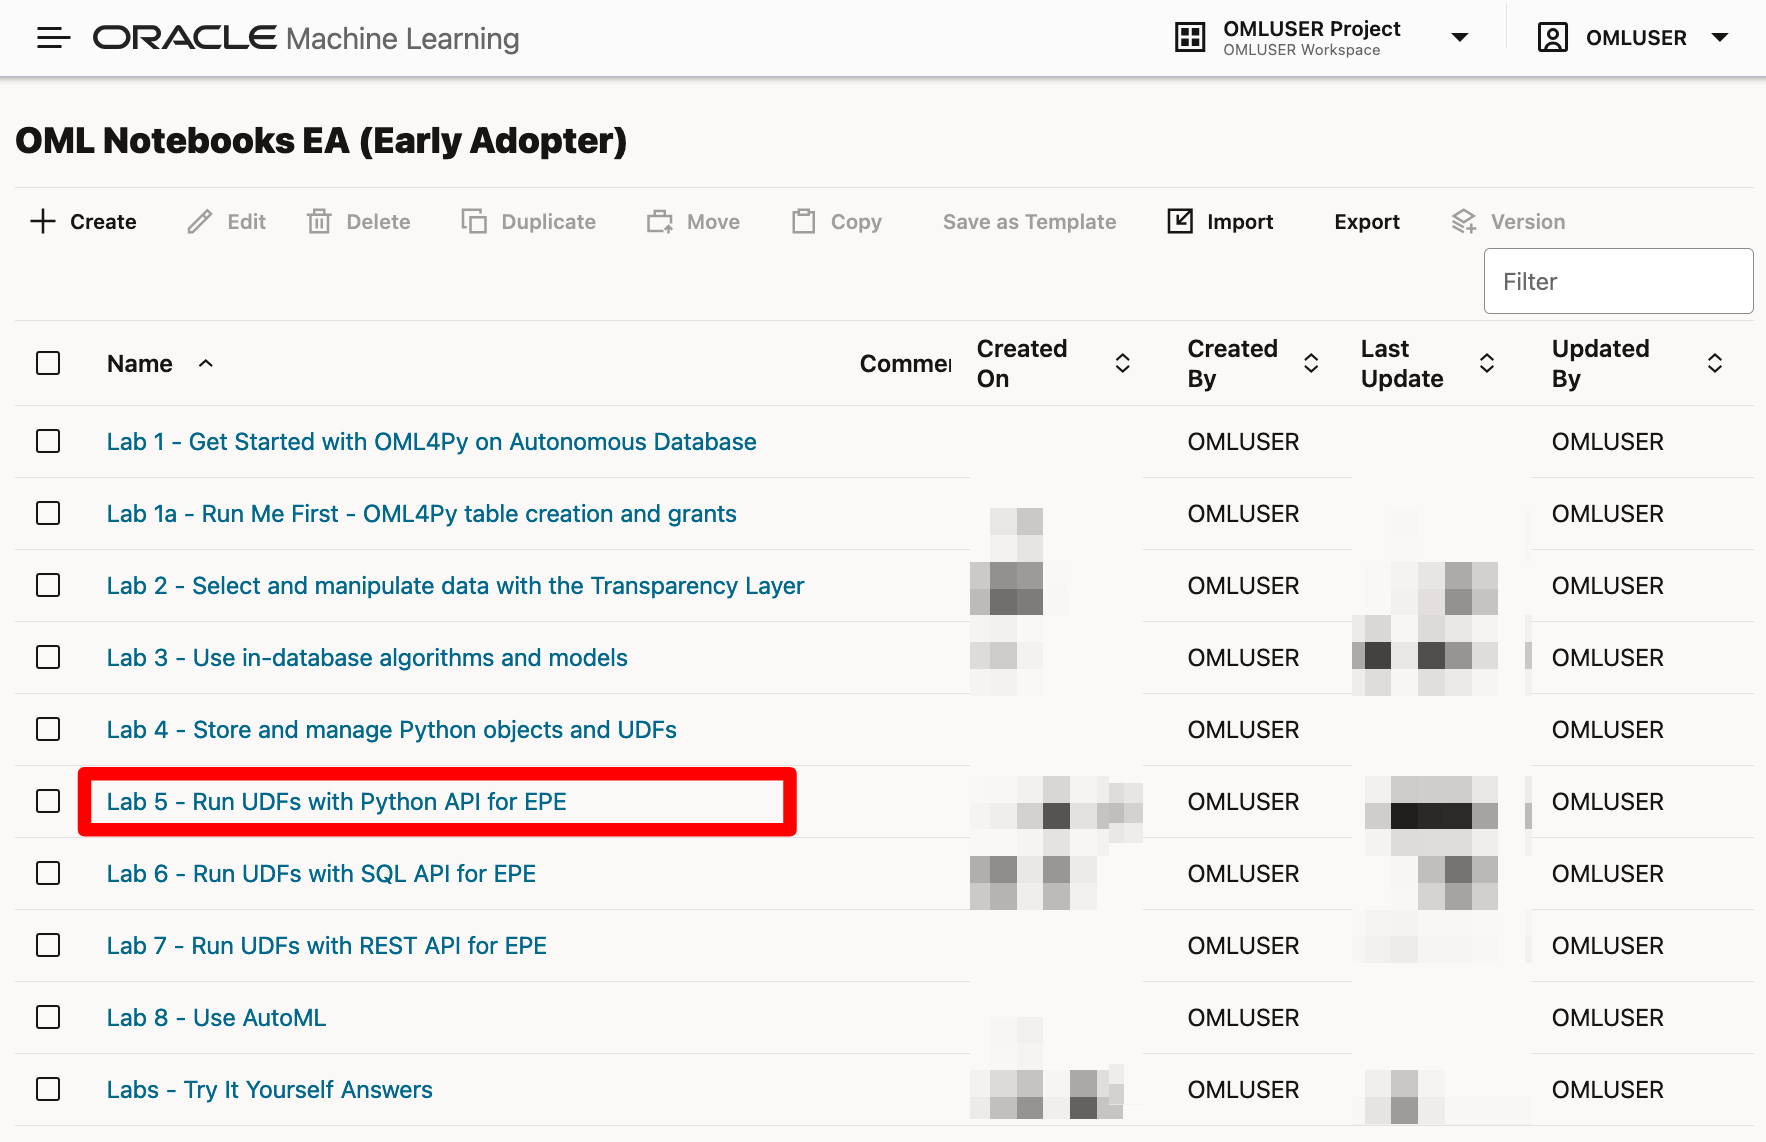 ORACLE Machine Learning
OMLUSER Project
OMLUSER Workspace
OMLUSER
OML Notebooks EA (Early Adopter)
Create Edit Delete Duplicate Move Copy Save as Template Import Export Version
Filter
Name Commen Created On Created By Last Update Updated By
Lab 1 - Get Started with OML4Py on Autonomous Database OMLUSER OMLUSER
Lab 1a - Run Me First - OML4Py table creation and grants OMLUSER OMLUSER
Lab 2 - Select and manipulate data with the Transparency Layer OMLUSER OMLUSER
Lab 3 - Use in-database algorithms and models OMLUSER OMLUSER
Lab 4 - Store and manage Python objects and UDFs OMLUSER OMLUSER
Lab 5 - Run UDFs with Python API for EPE OMLUSER OMLUSER
Lab 6 - Run UDFs with SQL API for EPE OMLUSER OMLUSER
Lab 7 - Run UDFs with REST API for EPE OMLUSER OMLUSER
Lab 8 - Use AutoML OMLUSER OMLUSER
Labs - Try It Yourself Answers OMLUSER OMLUSER